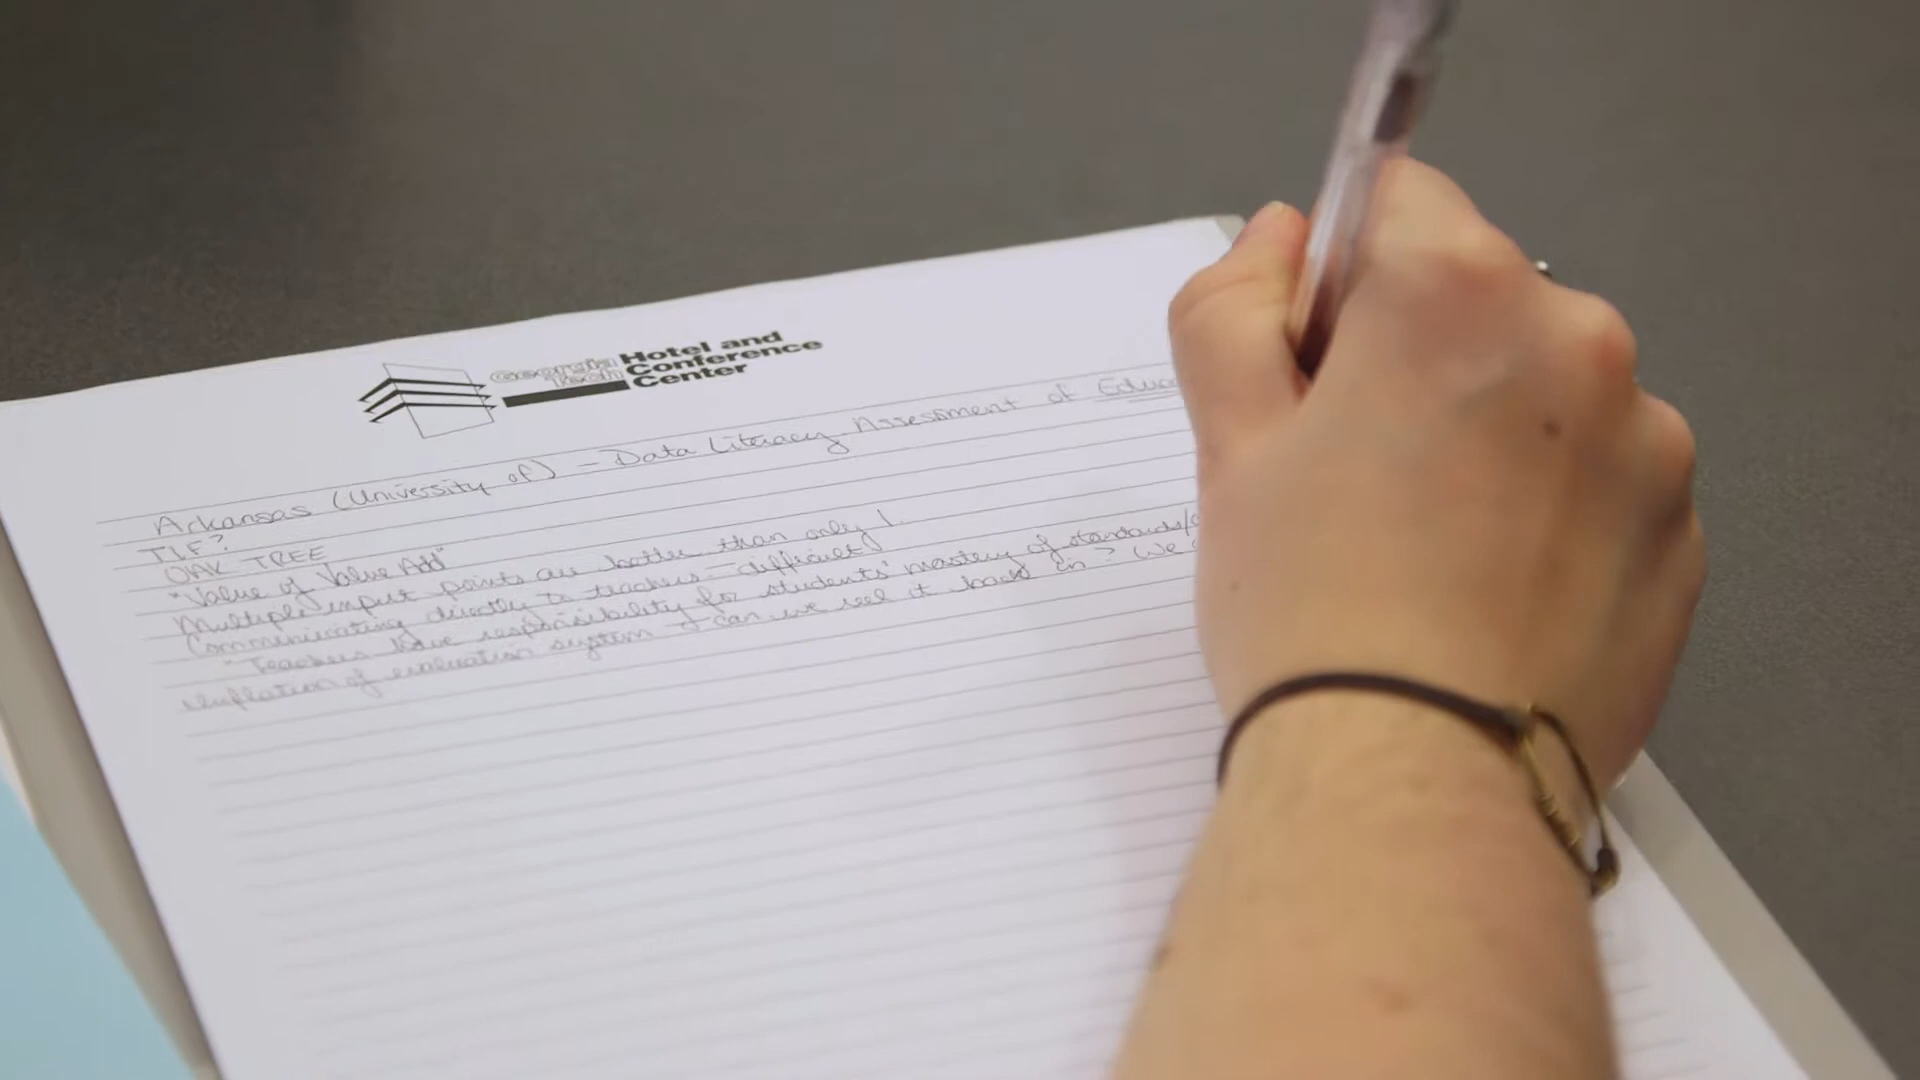 Georgia Tech Hotel and Conference Center
Arkansas (University of) - Data Literacy Assessment of Educa
TLF?
OAK TREE
"Value of Value Add"
Multiple input points are better than only 1.
Communicating directly to teachers - difficult
"Teachers have responsibility for students' mastery of standards/
Inflation of evaluation system - can we reel it back in? We